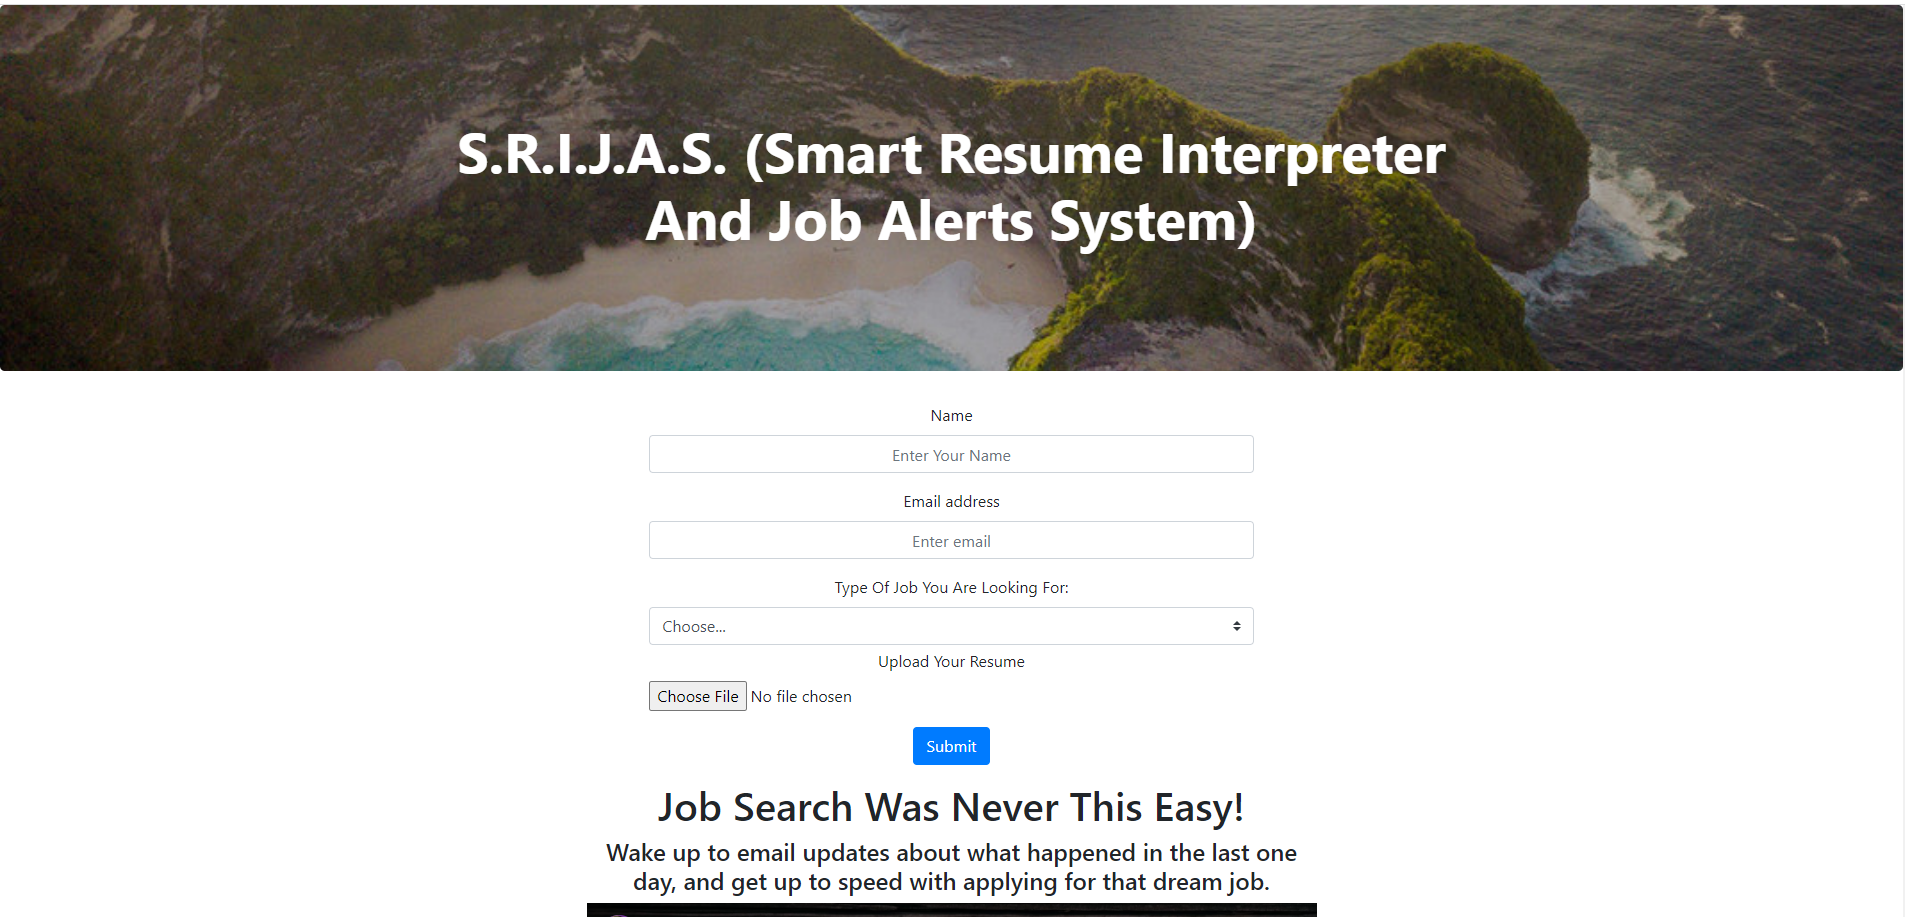 S.R.I.J.A.S. (Smart Resume Interpreter
And Job Alerts System)
Name
Enter Your Name
Email address
Enter email
Type Of Job You Are Looking For:
Choose...
Upload Your Resume
Choose File No file chosen
Submit
Job Search Was Never This Easy!
Wake up to email updates about what happened in the last one
day, and get up to speed with applying for that dream job.